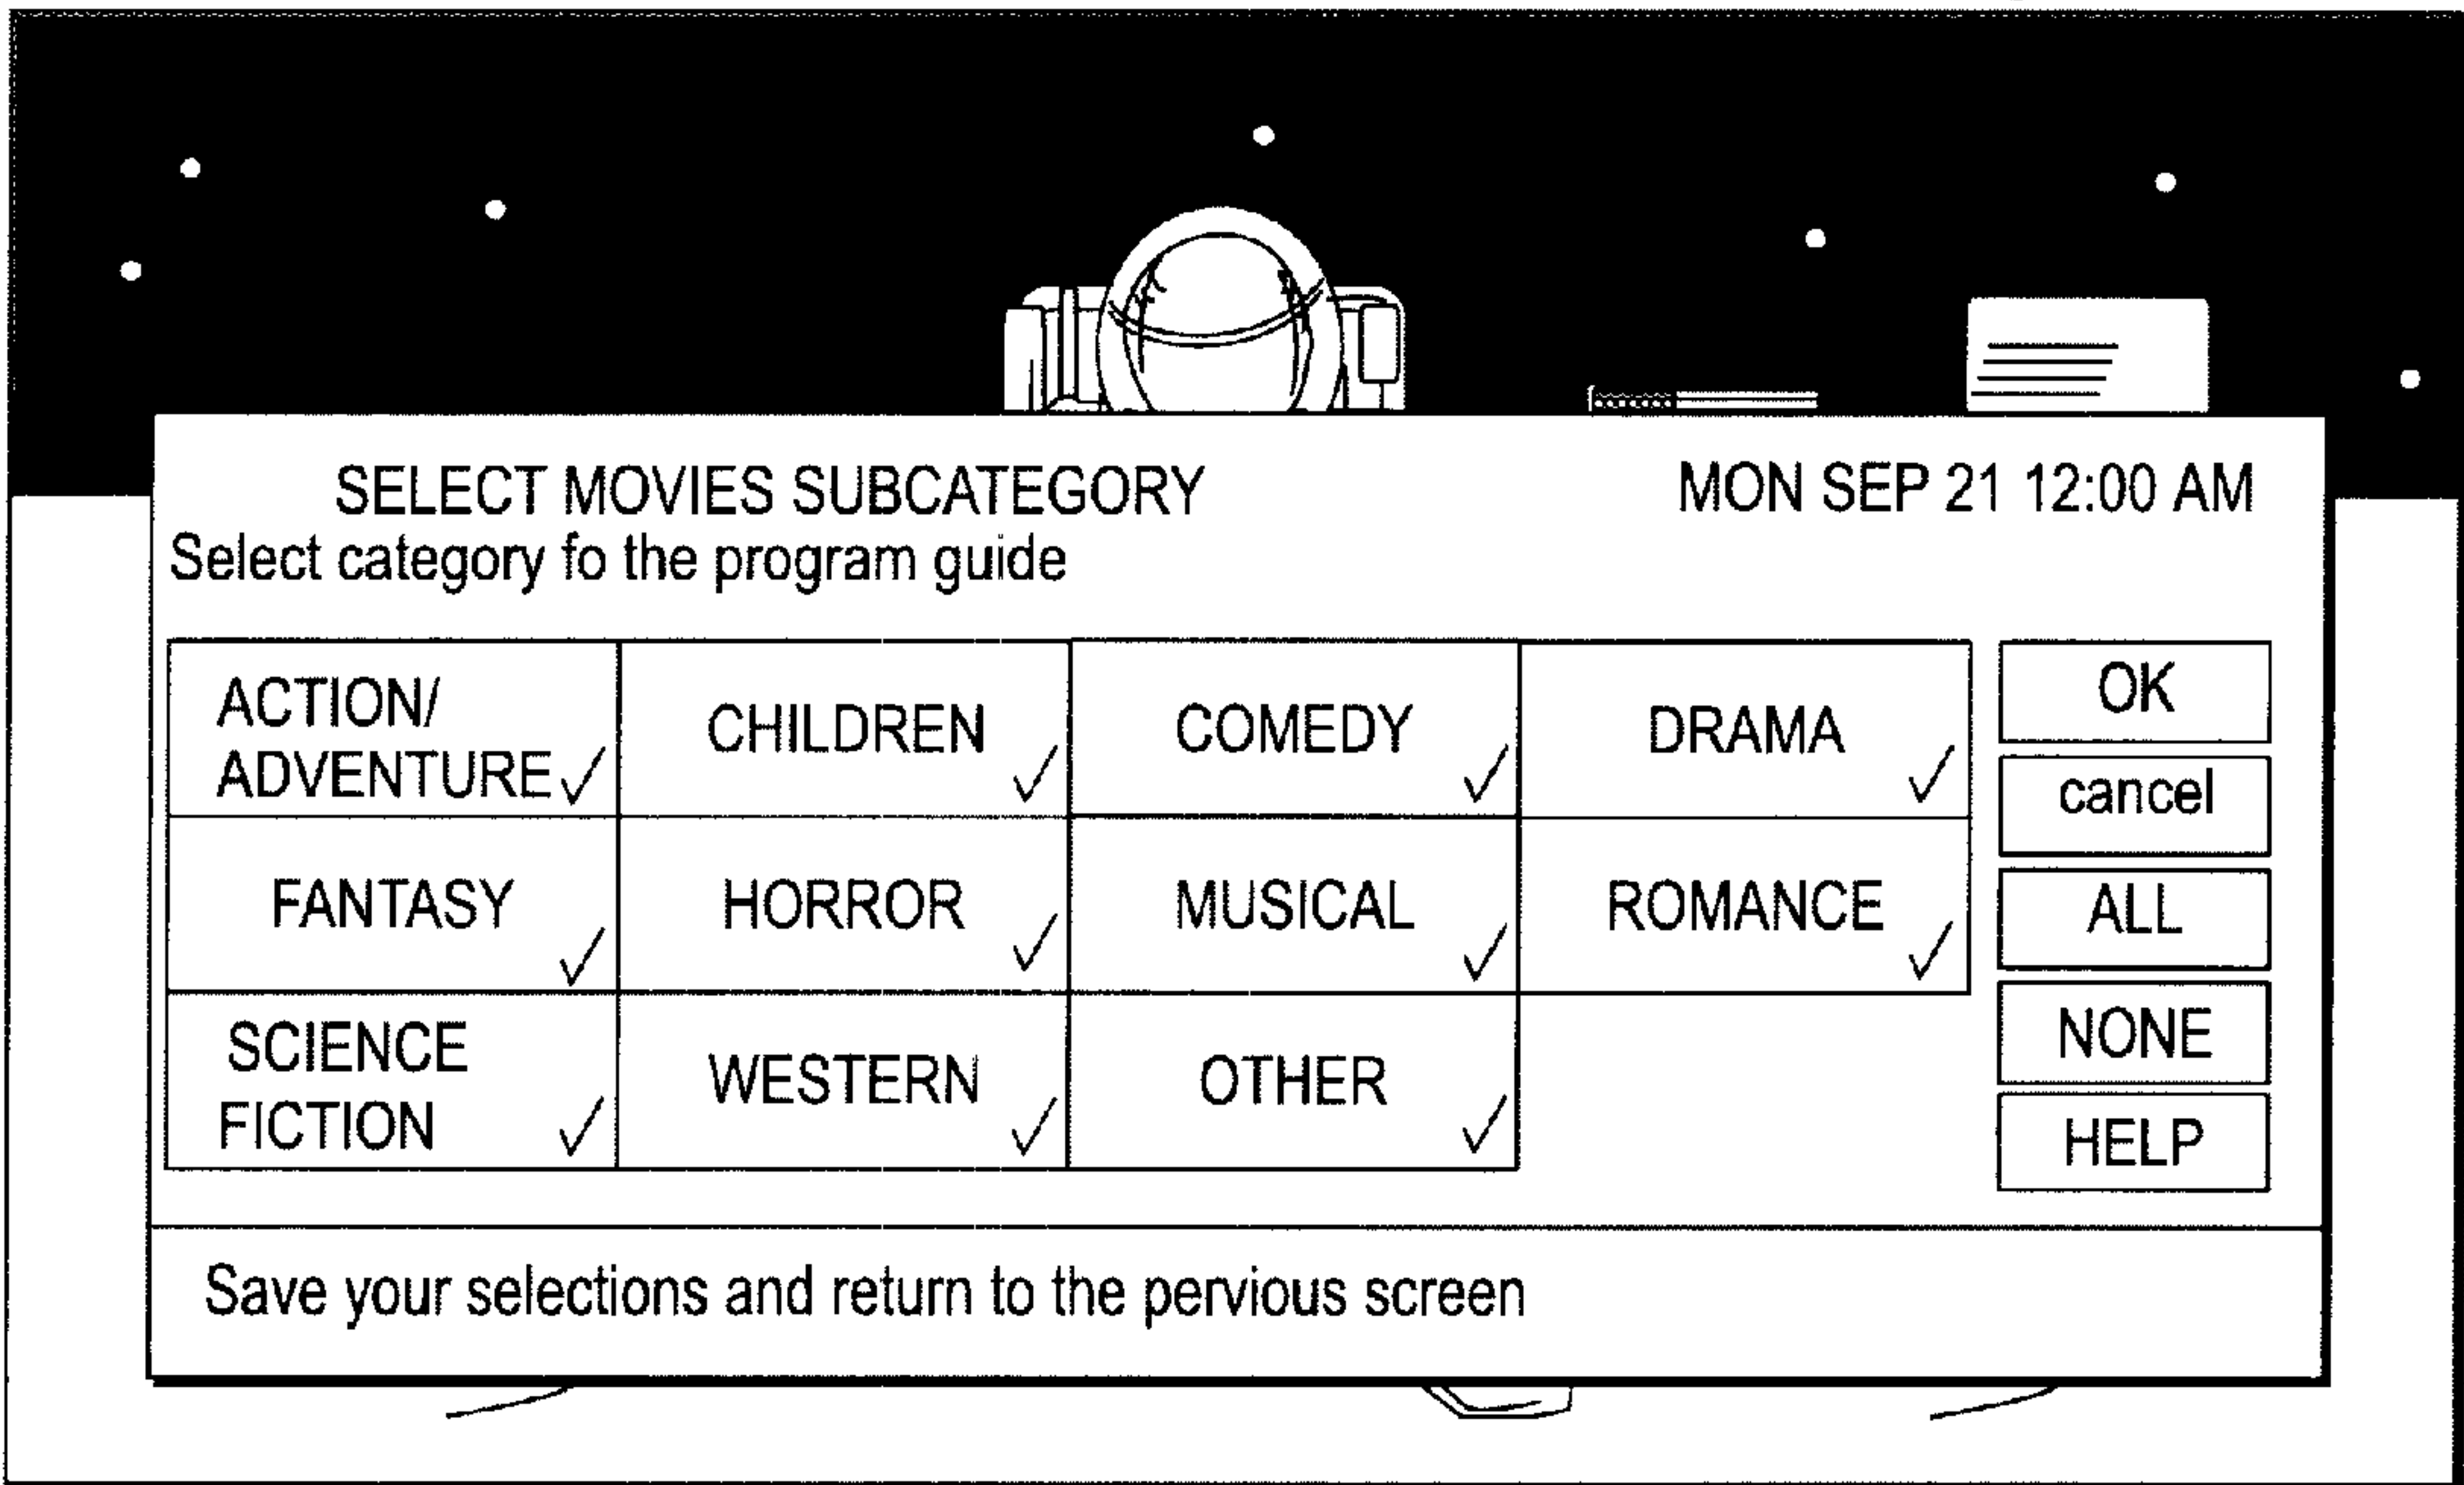 SELECT MOVIES SUBCATEGORY MON SEP 21 12:00 AM
Select category fo the program guide
ACTION/
ADVENTURE✓ CHILDREN✓ COMEDY✓ DRAMA✓
OK
cancel
FANTASY✓ HORROR✓ MUSICAL✓ ROMANCE✓
ALL
SCIENCE
FICTION✓ WESTERN✓ OTHER✓
NONE
HELP
Save your selections and return to the pervious screen